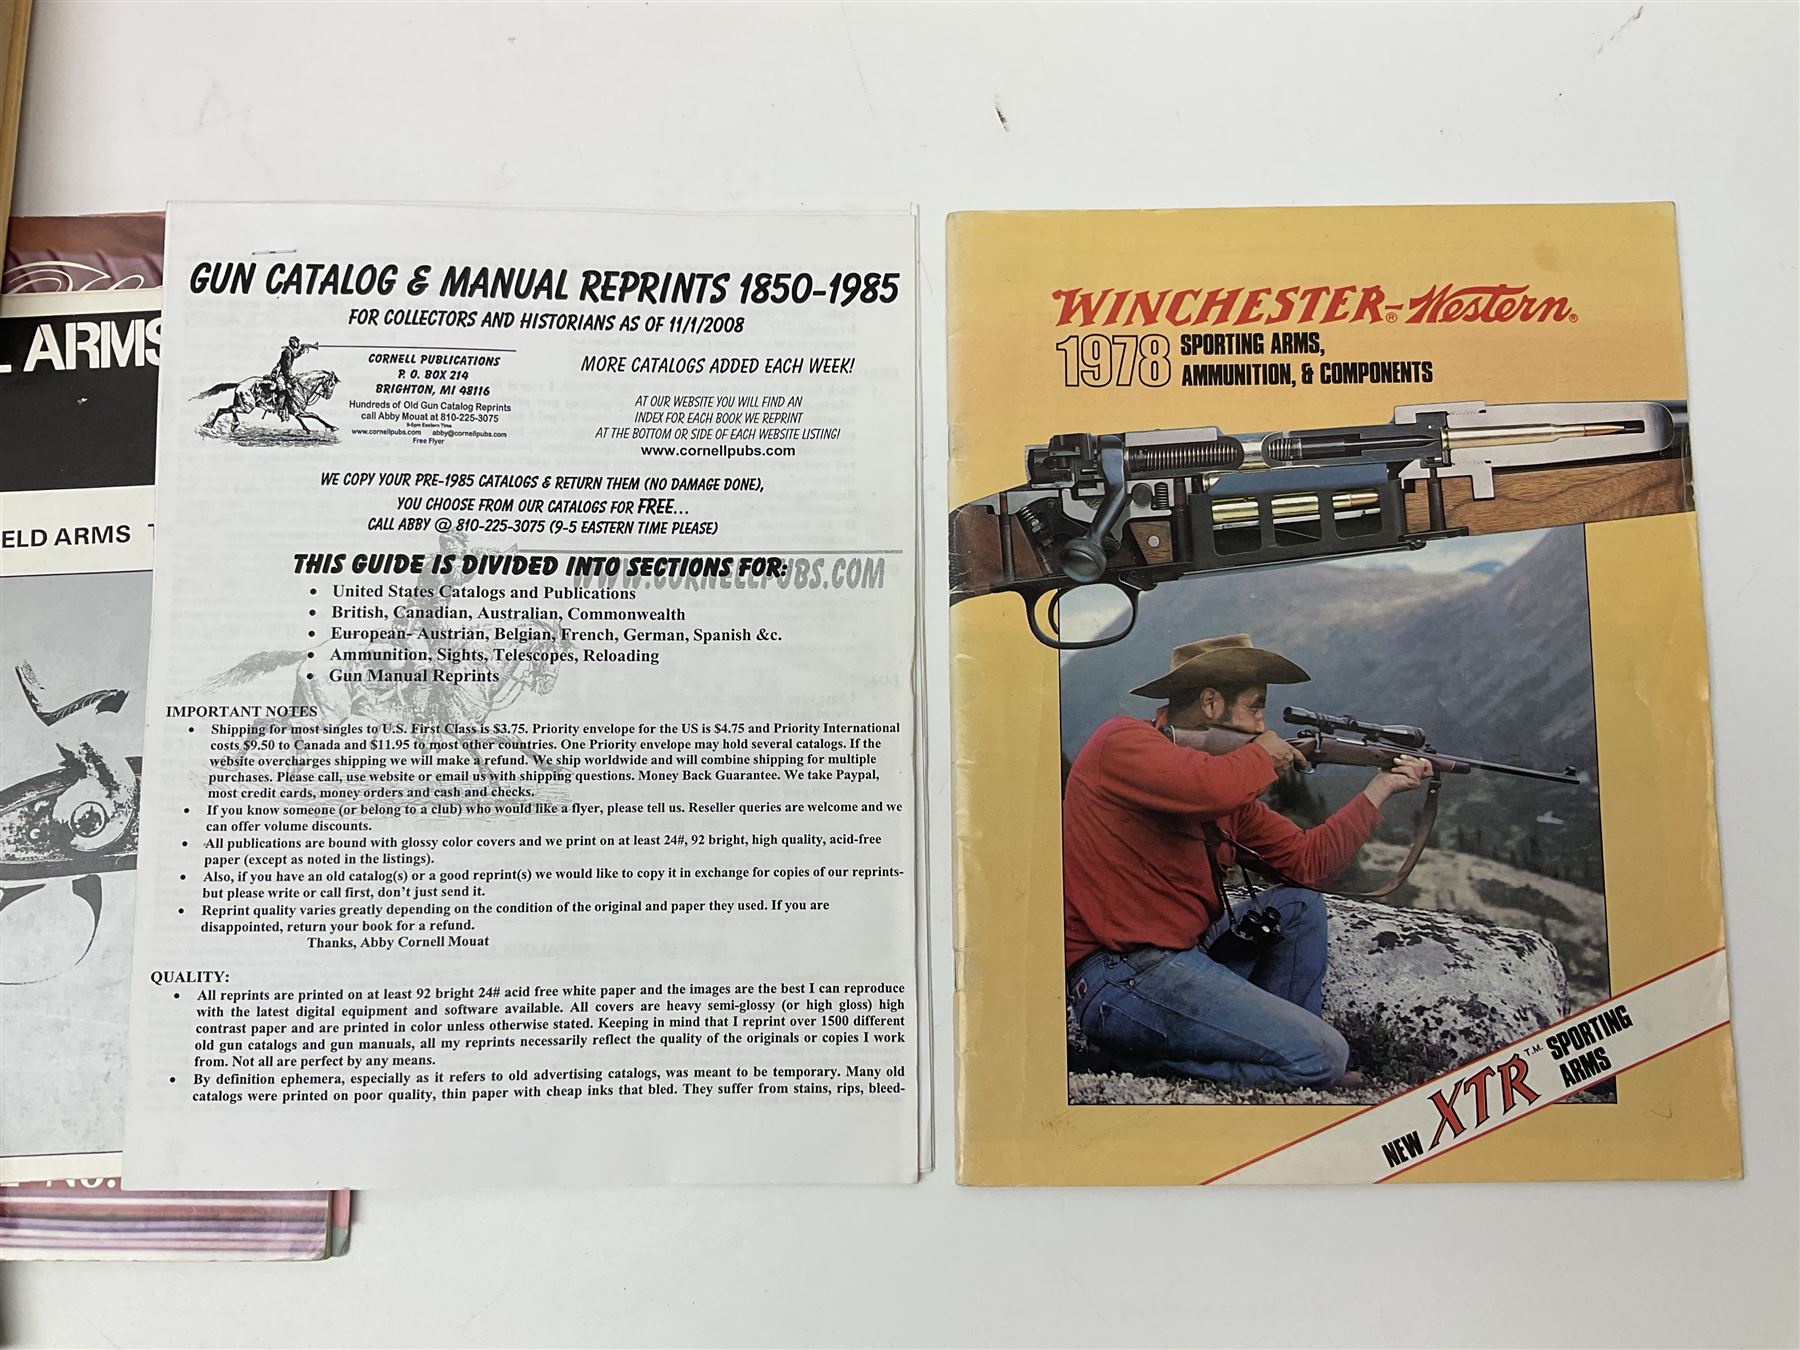 L ARMS
ELD ARMS
No.
GUN CATALOG & MANUAL REPRINTS 1850-1985
FOR COLLECTORS AND HISTORIANS AS OF 11/1/2008
CORNELL PUBLICATIONS
P. O. BOX 214
BRIGHTON, MI 48116
Hundreds of Old Gun Catalog Reprints
call Abby Mouat at 810-225-3075
9-5pm Eastern Time
www.cornellpubs.com abby@cornellpubs.com
Free Flyer
MORE CATALOGS ADDED EACH WEEK!
AT OUR WEBSITE YOU WILL FIND AN
INDEX FOR EACH BOOK WE REPRINT
AT THE BOTTOM OR SIDE OF EACH WEBSITE LISTING!
www.cornellpubs.com
WE COPY YOUR PRE-1985 CATALOGS & RETURN THEM (NO DAMAGE DONE),
YOU CHOOSE FROM OUR CATALOGS FOR FREE...
CALL ABBY @ 810-225-3075 (9-5 EASTERN TIME PLEASE)
THIS GUIDE IS DIVIDED INTO SECTIONS FOR:
WWW.CORNELLPUBS.COM
• United States Catalogs and Publications
• British, Canadian, Australian, Commonwealth
• European- Austrian, Belgian, French, German, Spanish &c.
• Ammunition, Sights, Telescopes, Reloading
• Gun Manual Reprints
IMPORTANT NOTES
• Shipping for most singles to U.S. First Class is $3.75. Priority envelope for the US is $4.75 and Priority International
costs $9.50 to Canada and $11.95 to most other countries. One Priority envelope may hold several catalogs. If the
website overcharges shipping we will make a refund. We ship worldwide and will combine shipping for multiple
purchases. Please call, use website or email us with shipping questions. Money Back Guarantee. We take Paypal,
most credit cards, money orders and cash and checks.
• If you know someone (or belong to a club) who would like a flyer, please tell us. Reseller queries are welcome and we
can offer volume discounts.
• All publications are bound with glossy color covers and we print on at least 24#, 92 bright, high quality, acid-free
paper (except as noted in the listings).
• Also, if you have an old catalog(s) or a good reprint(s) we would like to copy it in exchange for copies of our reprints-
but please write or call first, don't just send it.
• Reprint quality varies greatly depending on the condition of the original and paper they used. If you are
disappointed, return your book for a refund.
Thanks, Abby Cornell Mouat
QUALITY:
• All reprints are printed on at least 92 bright 24# acid free white paper and the images are the best I can reproduce
with the latest digital equipment and software available. All covers are heavy semi-glossy (or high gloss) high
contrast paper and are printed in color unless otherwise stated. Keeping in mind that I reprint over 1500 different
old gun catalogs and gun manuals, all my reprints necessarily reflect the quality of the originals or copies I work
from. Not all are perfect by any means.
• By definition ephemera, especially as it refers to old advertising catalogs, was meant to be temporary. Many old
catalogs were printed on poor quality, thin paper with cheap inks that bled. They suffer from stains, rips, bleed-
WINCHESTER®-Western®
1978 SPORTING ARMS,
AMMUNITION, & COMPONENTS
NEW XTR T.M. SPORTING
ARMS